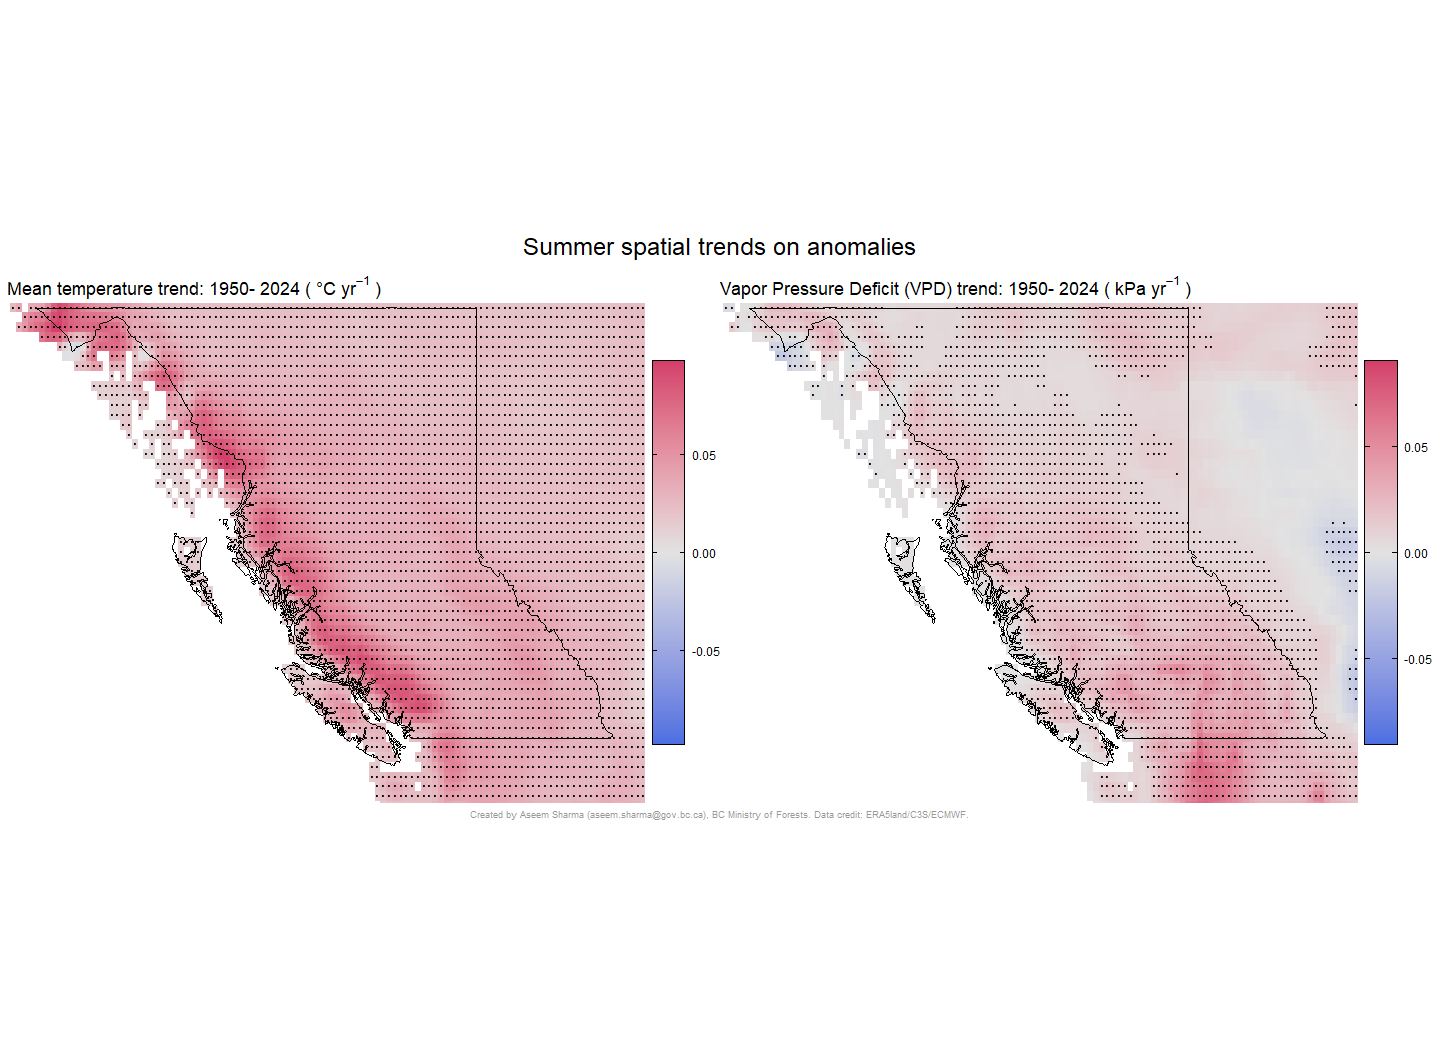 Summer spatial trends on anomalies
Mean temperature trend: 1950- 2024 ( °C yr⁻¹ )
Vapor Pressure Deficit (VPD) trend: 1950- 2024 ( kPa yr⁻¹ )
0.05
0.00
-0.05
0.05
0.00
-0.05
Created by Aseem Sharma (aseem.sharma@gov.bc.ca), BC Ministry of Forests. Data credit: ERA5land/C3S/ECMWF.